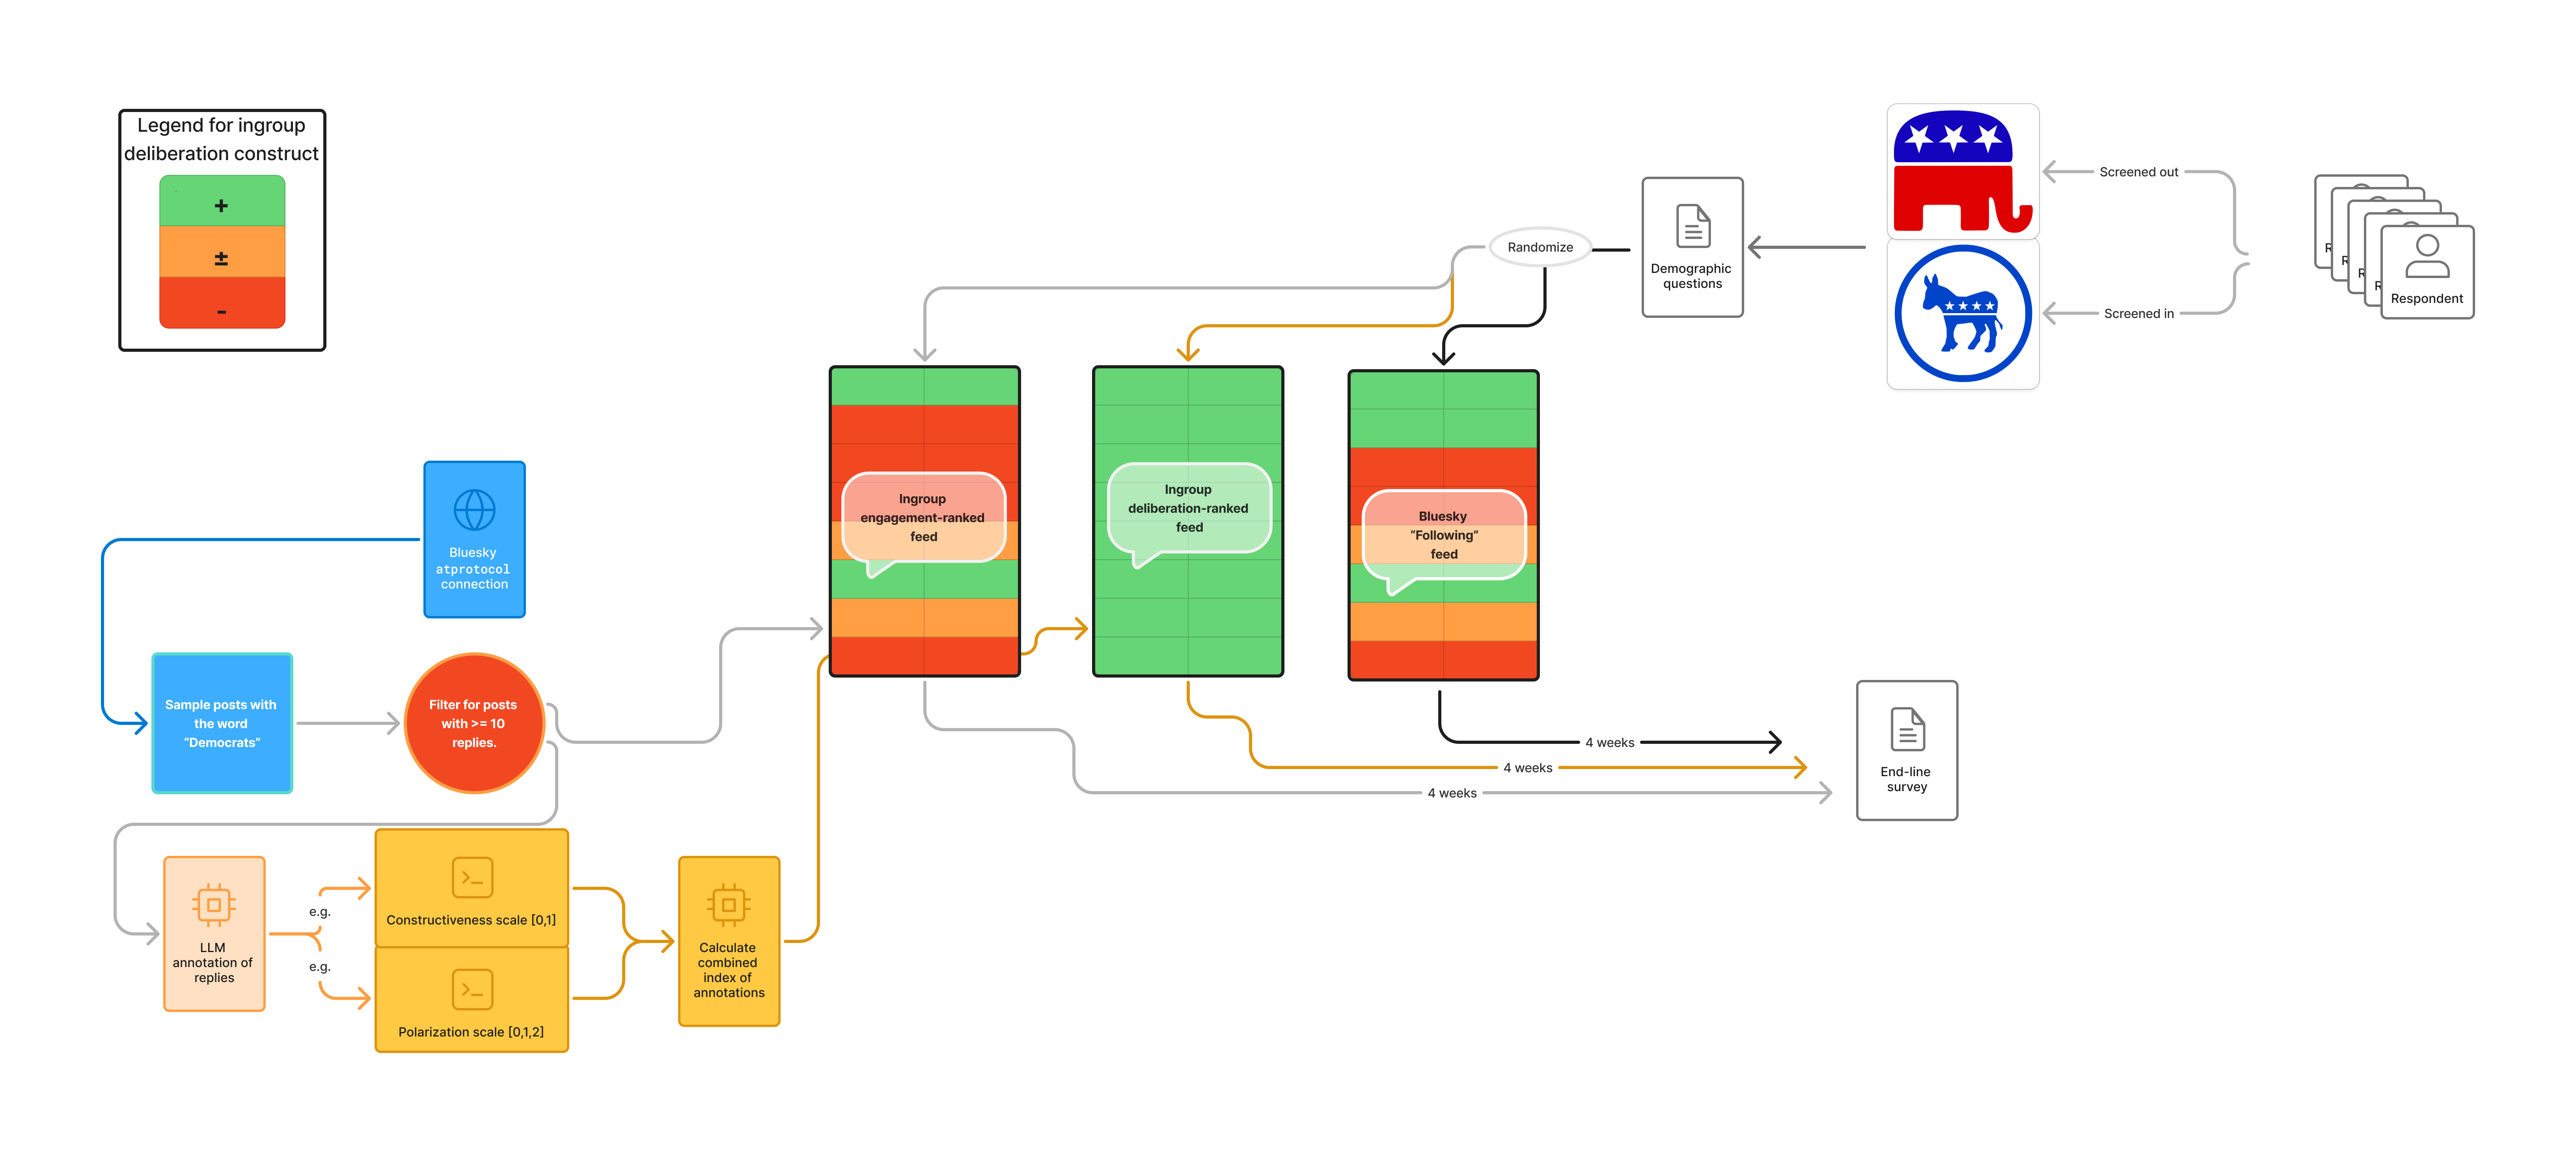 Legend for ingroup
deliberation construct
+
±
-
Screened out
Screened in
R
R
R
R
Respondent
Demographic
questions
Randomize
Ingroup
engagement-ranked
feed
Ingroup
deliberation-ranked
feed
Bluesky
“Following”
feed
Bluesky
atprotocol
connection
Sample posts with
the word
“Democrats”
Filter for posts
with >= 10
replies.
4 weeks
4 weeks
4 weeks
End-line
survey
LLM
annotation of
replies
e.g.
e.g.
Constructiveness scale [0,1]
Polarization scale [0,1,2]
Calculate
combined
index of
annotations